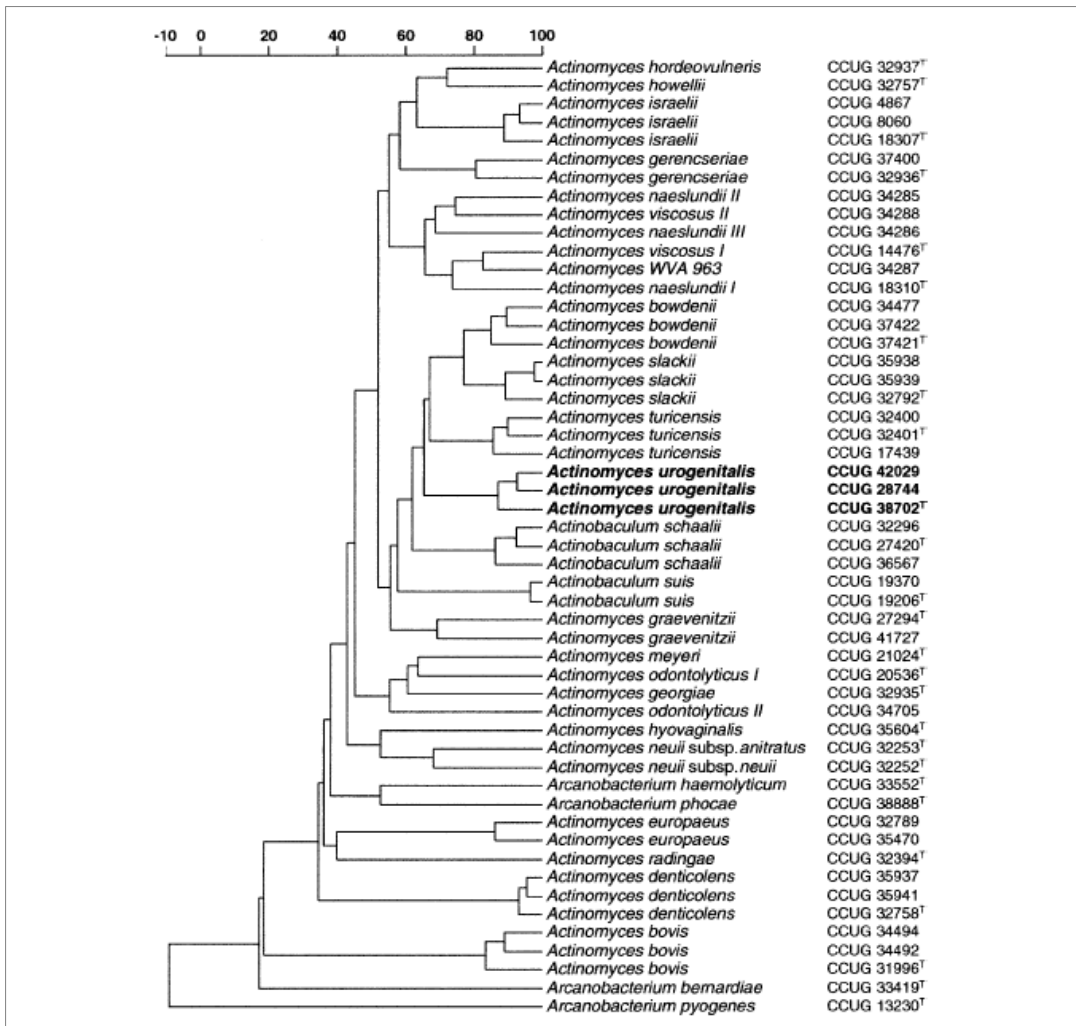 -10 0 20 40 60 80 100
Actinomyces hordeovulneris CCUG 32937ᵀ
Actinomyces howellii CCUG 32757ᵀ
Actinomyces israelii CCUG 4867
Actinomyces israelii CCUG 8060
Actinomyces israelii CCUG 18307ᵀ
Actinomyces gerencseriae CCUG 37400
Actinomyces gerencseriae CCUG 32936ᵀ
Actinomyces naeslundii II CCUG 34285
Actinomyces viscosus II CCUG 34288
Actinomyces naeslundii III CCUG 34286
Actinomyces viscosus I CCUG 14476ᵀ
Actinomyces WVA 963 CCUG 34287
Actinomyces naeslundii I CCUG 18310ᵀ
Actinomyces bowdenii CCUG 34477
Actinomyces bowdenii CCUG 37422
Actinomyces bowdenii CCUG 37421ᵀ
Actinomyces slackii CCUG 35938
Actinomyces slackii CCUG 35939
Actinomyces slackii CCUG 32792ᵀ
Actinomyces turicensis CCUG 32400
Actinomyces turicensis CCUG 32401ᵀ
Actinomyces turicensis CCUG 17439
Actinomyces urogenitalis CCUG 42029
Actinomyces urogenitalis CCUG 28744
Actinomyces urogenitalis CCUG 38702ᵀ
Actinobaculum schaalii CCUG 32296
Actinobaculum schaalii CCUG 27420ᵀ
Actinobaculum schaalii CCUG 36567
Actinobaculum suis CCUG 19370
Actinobaculum suis CCUG 19206ᵀ
Actinomyces graevenitzii CCUG 27294ᵀ
Actinomyces graevenitzii CCUG 41727
Actinomyces meyeri CCUG 21024ᵀ
Actinomyces odontolyticus I CCUG 20536ᵀ
Actinomyces georgiae CCUG 32935ᵀ
Actinomyces odontolyticus II CCUG 34705
Actinomyces hyovaginalis CCUG 35604ᵀ
Actinomyces neuii subsp. anitratus CCUG 32253ᵀ
Actinomyces neuii subsp. neuii CCUG 32252ᵀ
Arcanobacterium haemolyticum CCUG 33552ᵀ
Arcanobacterium phocae CCUG 38888ᵀ
Actinomyces europaeus CCUG 32789
Actinomyces europaeus CCUG 35470
Actinomyces radingae CCUG 32394ᵀ
Actinomyces denticolens CCUG 35937
Actinomyces denticolens CCUG 35941
Actinomyces denticolens CCUG 32758ᵀ
Actinomyces bovis CCUG 34494
Actinomyces bovis CCUG 34492
Actinomyces bovis CCUG 31996ᵀ
Arcanobacterium bernardiae CCUG 33419ᵀ
Arcanobacterium pyogenes CCUG 13230ᵀ